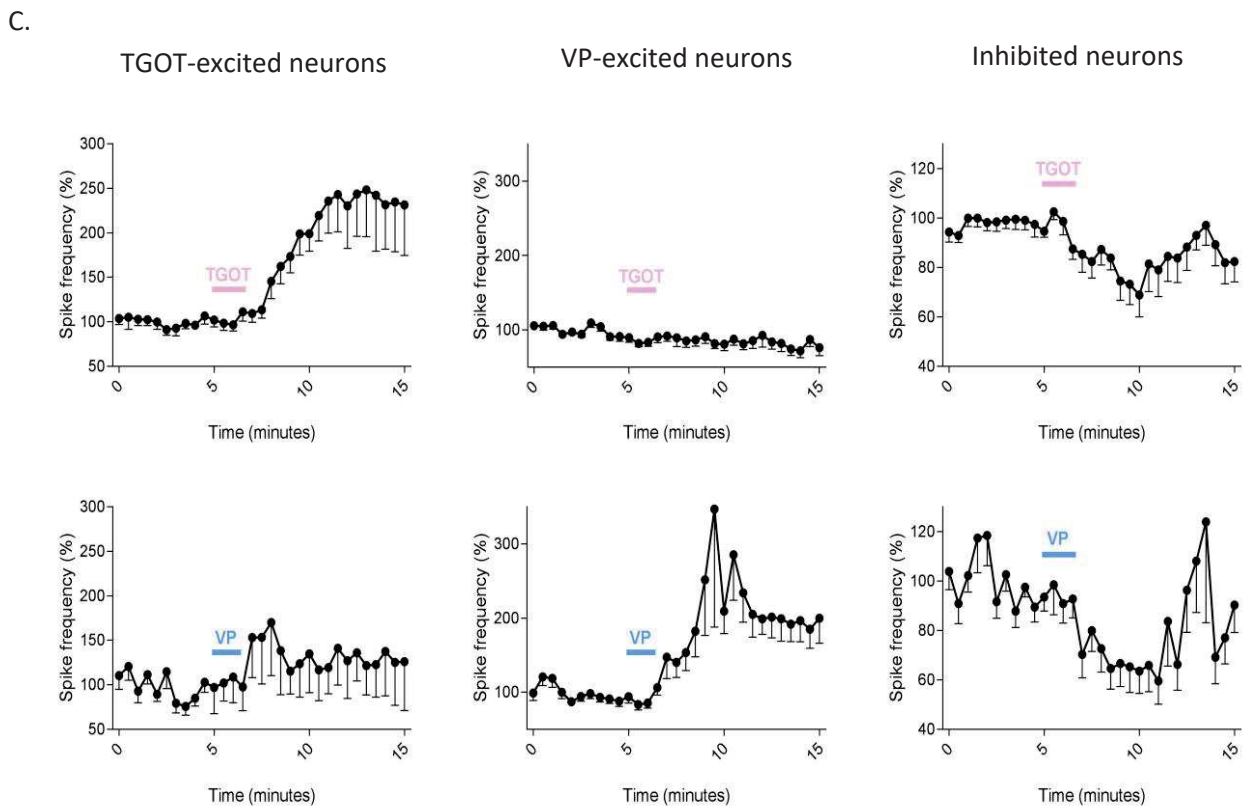 C.
TGOT-excited neurons
VP-excited neurons
Inhibited neurons
Spike frequency (%)
300
250
200
150
100
50
TGOT
0
5
10
15
Time (minutes)
Spike frequency (%)
300
200
100
TGOT
0
5
10
15
Time (minutes)
Spike frequency (%)
120
100
80
60
40
TGOT
0
5
10
15
Time (minutes)
Spike frequency (%)
300
250
200
150
100
50
VP
0
5
10
15
Time (minutes)
Spike frequency (%)
300
200
100
VP
0
5
10
15
Time (minutes)
Spike frequency (%)
120
100
80
60
40
VP
0
5
10
15
Time (minutes)